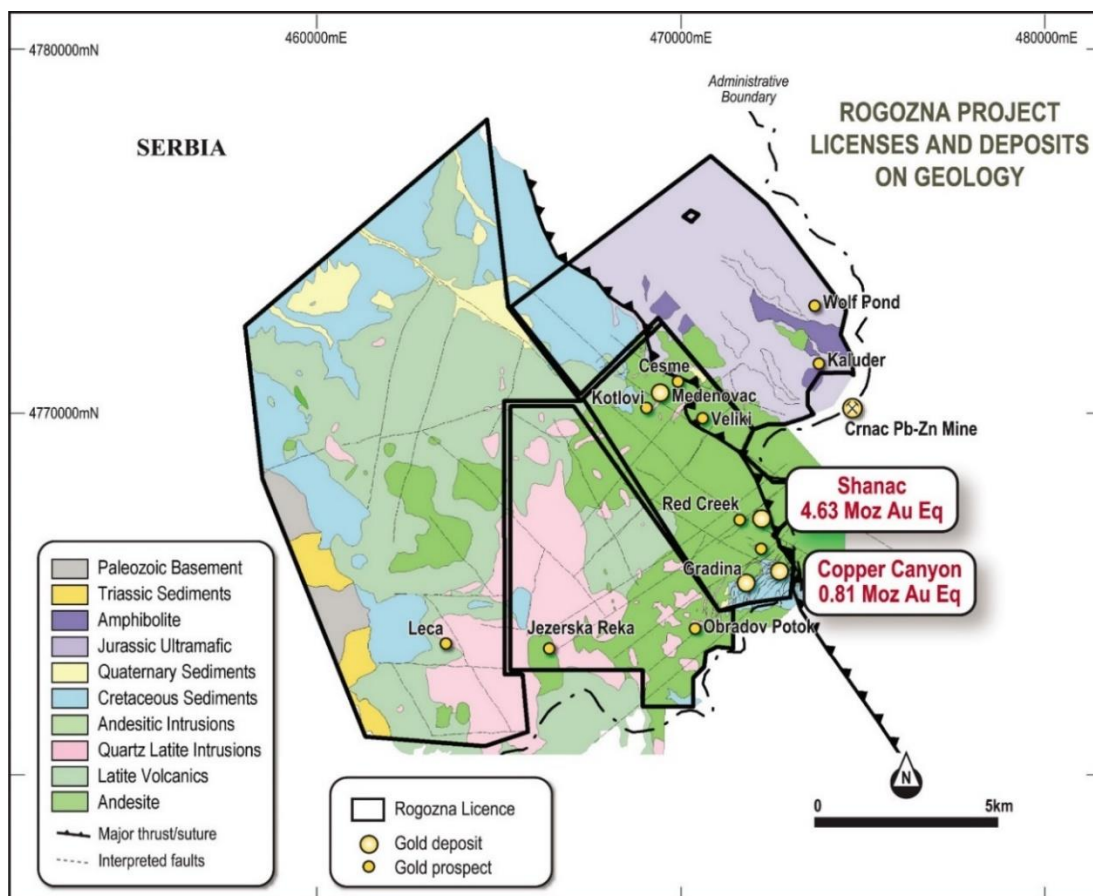 460000mE
470000mE
480000mE
4780000mN
4770000mN
Administrative
Boundary
SERBIA
ROGOZNA PROJECT
LICENSES AND DEPOSITS
ON GEOLOGY
Wolf Pond
Kaluder
Cesme
Kotlovi
Medenovac
Veliki
Crnac Pb-Zn Mine
Shanac
4.63 Moz Au Eq
Red Creek
Gradina
Copper Canyon
0.81 Moz Au Eq
Leca
Jezerska Reka
Obradov Potok
Paleozoic Basement
Triassic Sediments
Amphibolite
Jurassic Ultramafic
Quaternary Sediments
Cretaceous Sediments
Andesitic Intrusions
Quartz Latite Intrusions
Latite Volcanics
Andesite
Major thrust/suture
Interpreted faults
Rogozna Licence
Gold deposit
Gold prospect
N
0
5km